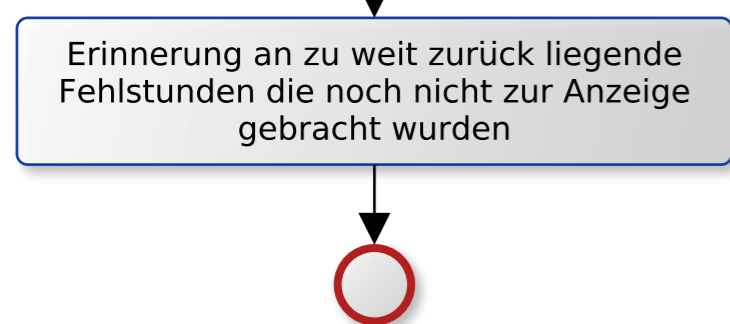 Erinnerung an zu weit zurück liegende
Fehlstunden die noch nicht zur Anzeige
gebracht wurden